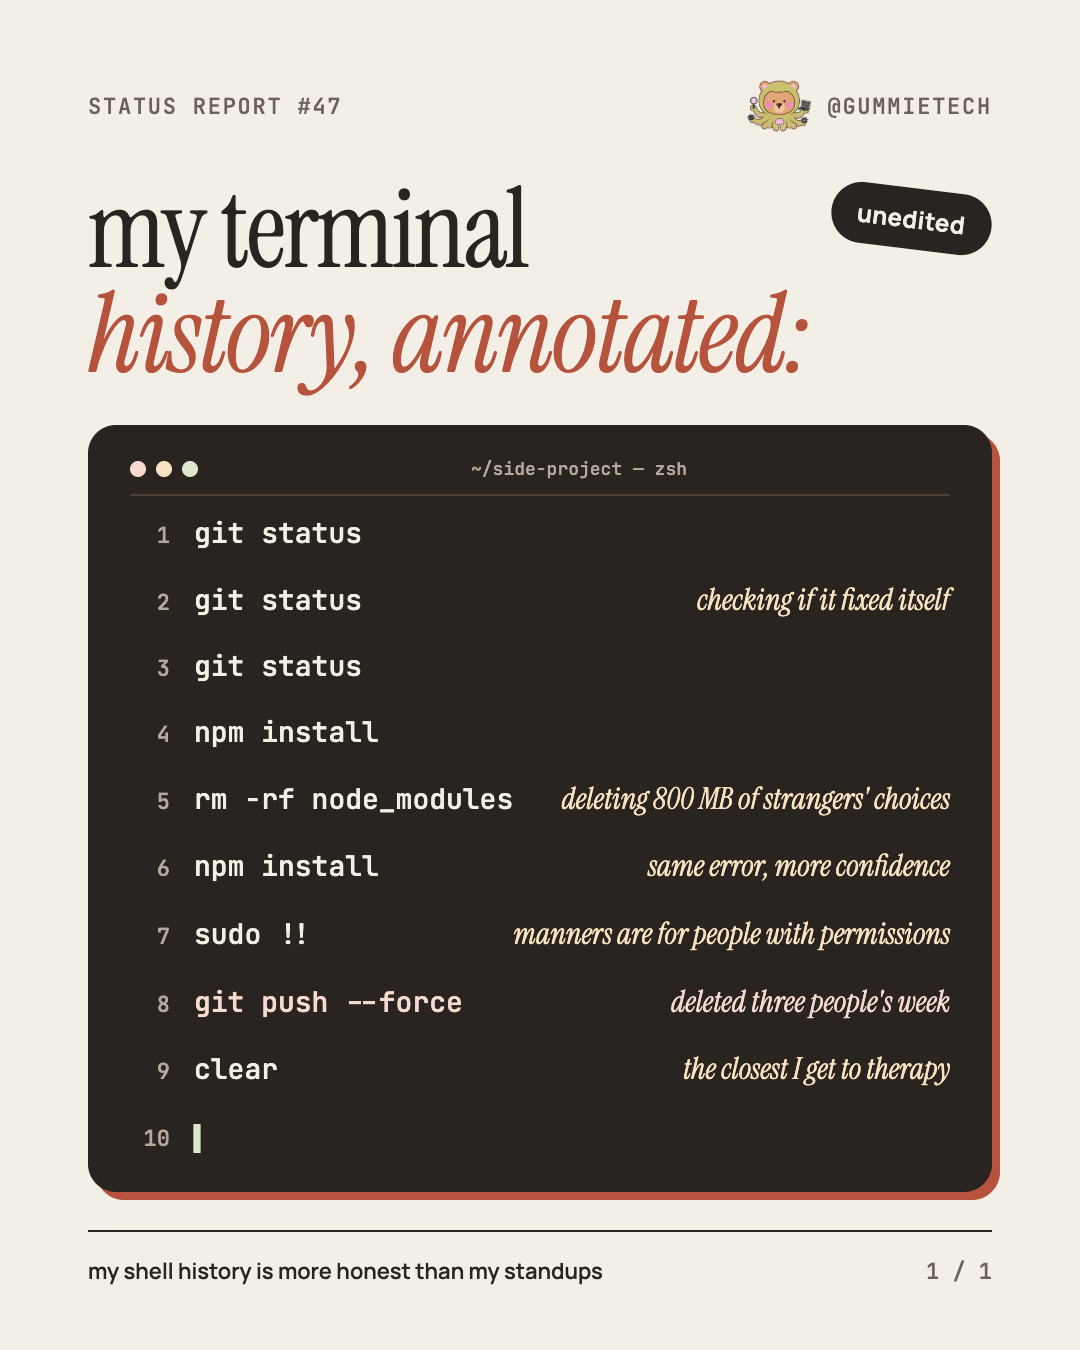 STATUS REPORT #47
@GUMMIETECH
my terminal
unedited
history, annotated:
~/side-project — zsh
1 git status
2 git status checking if it fixed itself
3 git status
4 npm install
5 rm -rf node_modules deleting 800 MB of strangers' choices
6 npm install same error, more confidence
7 sudo !! manners are for people with permissions
8 git push --force deleted three people's week
9 clear the closest I get to therapy
10
my shell history is more honest than my standups
1 / 1